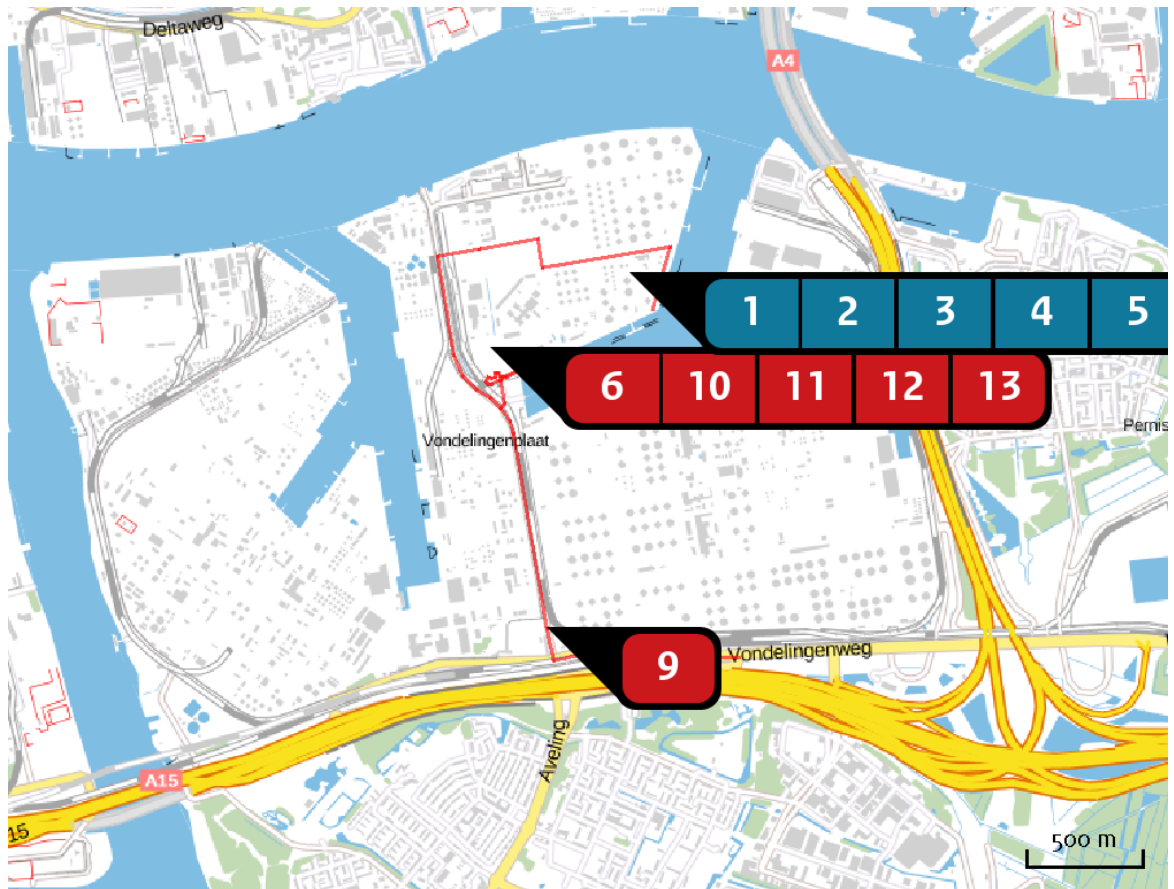 Deltaweg
A4
1 2 3 4 5
6 10 11 12 13
Pernis
Vondelingenplaat
9
Vondelingenweg
Aveling
A15
15
500 m